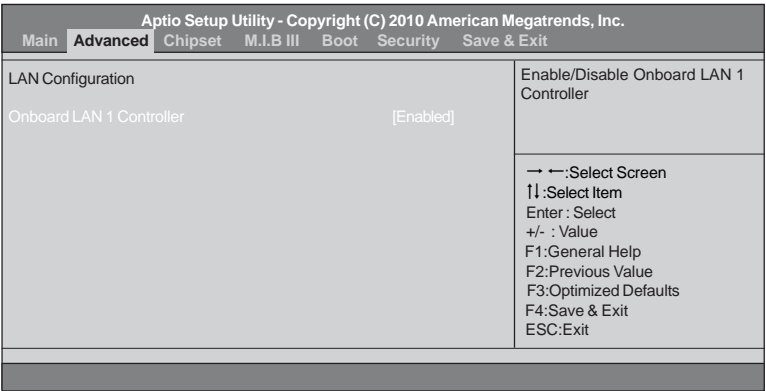 Aptio Setup Utility - Copyright (C) 2010 American Megatrends, Inc.
Main Advanced Chipset M.I.B III Boot Security Save & Exit
LAN Configuration
Onboard LAN 1 Controller [Enabled]
Enable/Disable Onboard LAN 1
Controller
→ ←:Select Screen
↑↓:Select Item
Enter : Select
+/- : Value
F1:General Help
F2:Previous Value
F3:Optimized Defaults
F4:Save & Exit
ESC:Exit